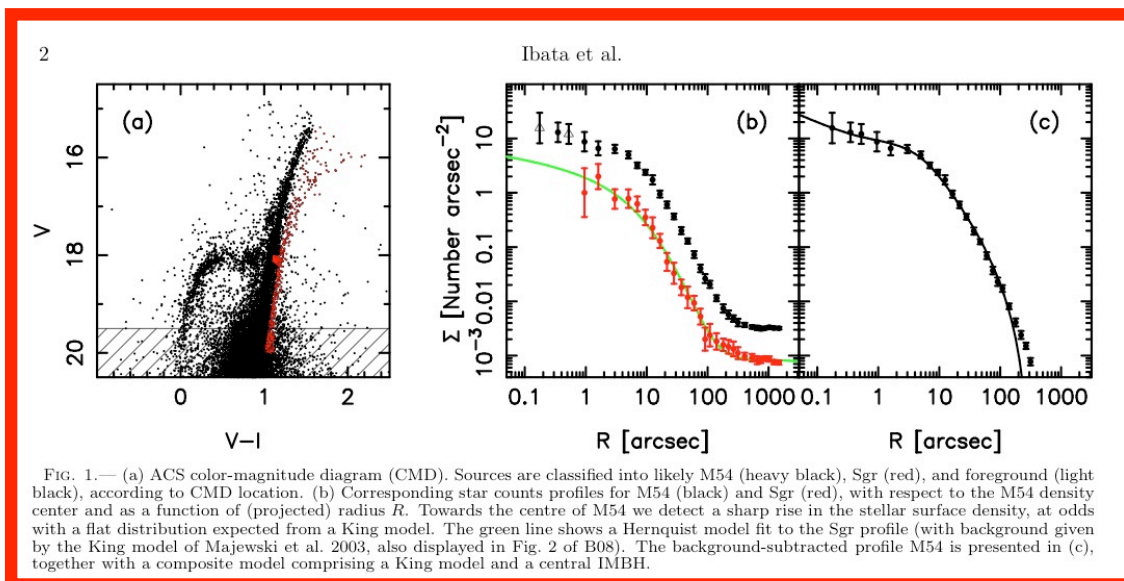 2
Ibata et al.
(a)
(b)
(c)
V
16
18
20
0
1
2
V−I
Σ [Number arcsec−2]
10
1
0.1
0.01
10−3
0.1
1
10
100
1000
R [arcsec]
0.1
1
10
100
1000
R [arcsec]
Fig. 1.— (a) ACS color-magnitude diagram (CMD). Sources are classified into likely M54 (heavy black), Sgr (red), and foreground (light
black), according to CMD location. (b) Corresponding star counts profiles for M54 (black) and Sgr (red), with respect to the M54 density
center and as a function of (projected) radius R. Towards the centre of M54 we detect a sharp rise in the stellar surface density, at odds
with a flat distribution expected from a King model. The green line shows a Hernquist model fit to the Sgr profile (with background given
by the King model of Majewski et al. 2003, also displayed in Fig. 2 of B08). The background-subtracted profile M54 is presented in (c),
together with a composite model comprising a King model and a central IMBH.